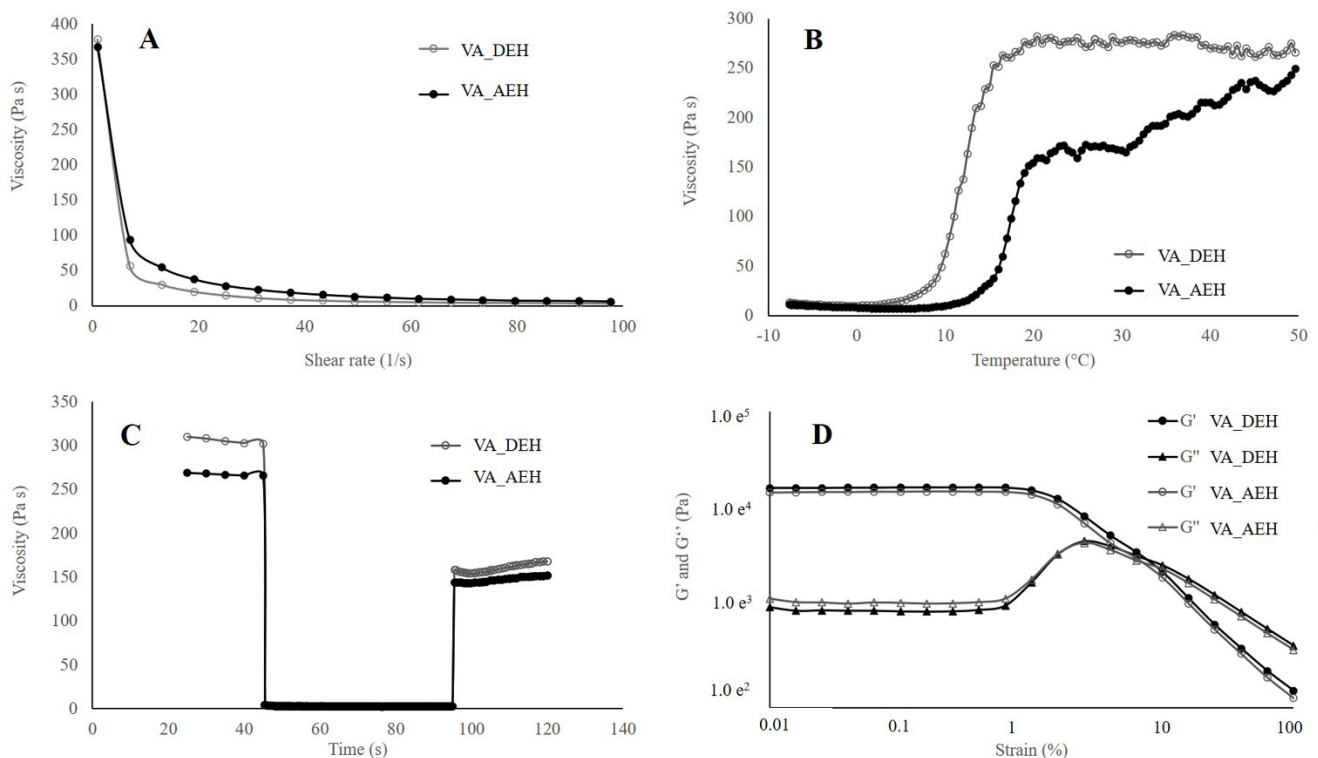 A
VA_DEH
VA_AEH
Viscosity (Pa s)
400
350
300
250
200
150
100
50
0
0 20 40 60 80 100
Shear rate (1/s)
B
VA_DEH
VA_AEH
Viscosity (Pa s)
300
250
200
150
100
50
0
-10 0 10 20 30 40 50
Temperature (°C)
C
VA_DEH
VA_AEH
Viscosity (Pa s)
350
300
250
200
150
100
50
0
0 20 40 60 80 100 120 140
Time (s)
D
G' VA_DEH
G" VA_DEH
G' VA_AEH
G" VA_AEH
G' and G'' (Pa)
1.0 e⁵
1.0 e⁴
1.0 e³
1.0 e²
0.01 0.1 1 10 100
Strain (%)